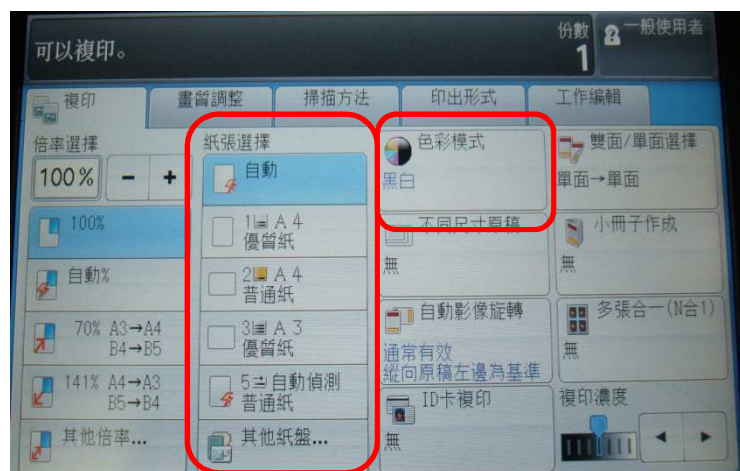 可以複印。
份數
1
一般使用者
複印
畫質調整
掃描方法
印出形式
工作編輯
倍率選擇
100%
-
+
100%
自動%
70% A3→A4
B4→B5
141% A4→A3
B5→B4
其他倍率...
紙張選擇
自動
1 A 4
優質紙
2 A 4
普通紙
3 A 3
優質紙
5 自動偵測
普通紙
其他紙盤...
色彩模式
黑白
不同尺寸原稿
無
自動影像旋轉
通常有效
縱向原稿左邊為基準
ID卡複印
無
雙面/單面選擇
單面→單面
小冊子作成
無
多張合一(N合1)
無
複印濃度